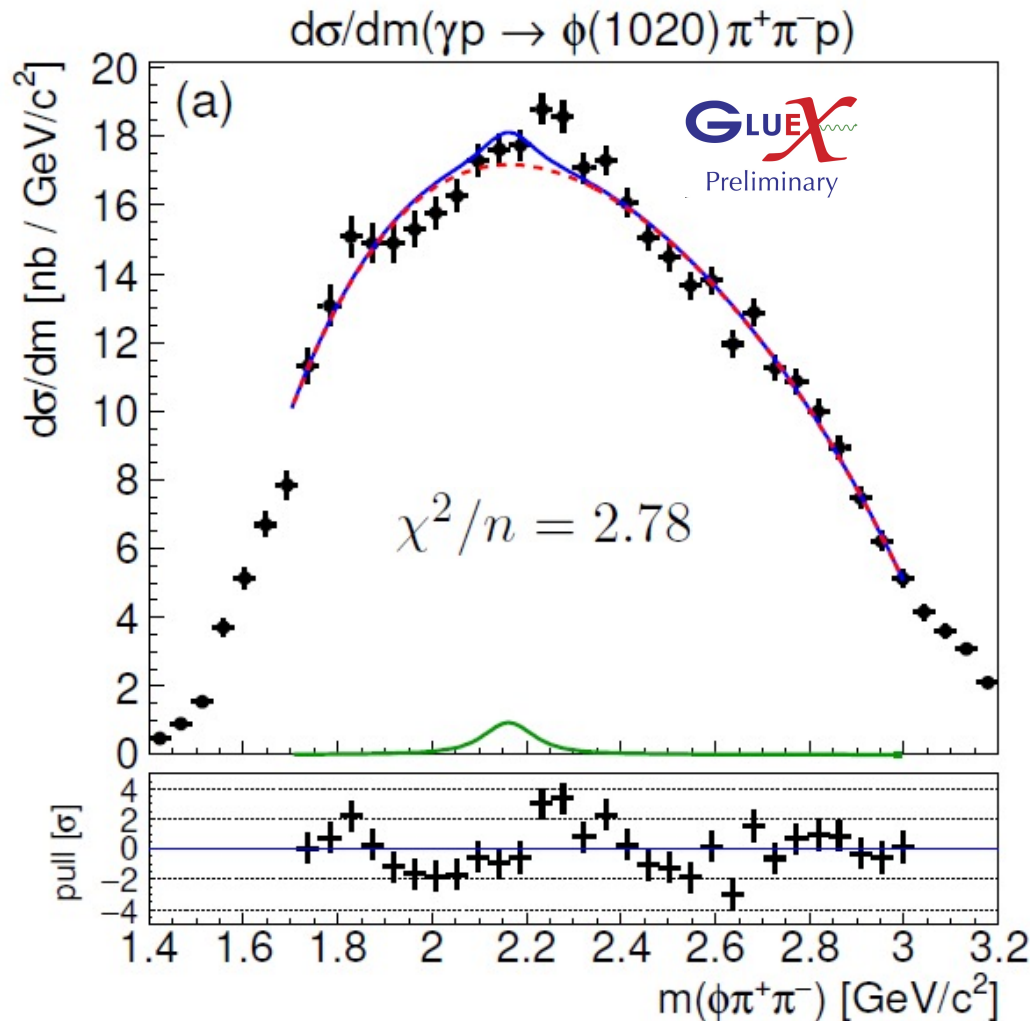 dσ/dm(γp → ϕ(1020) π⁺π⁻p)
(a)
GLUEX
Preliminary
dσ/dm [nb / GeV/c²]
20
18
16
14
12
10
8
6
4
2
0
χ²/n = 2.78
pull [σ]
4
2
0
−2
−4
1.4 1.6 1.8 2 2.2 2.4 2.6 2.8 3 3.2
m(ϕπ⁺π⁻) [GeV/c²]